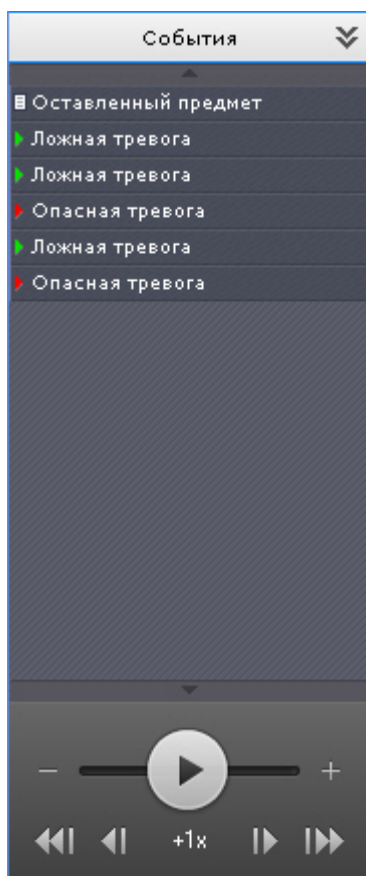 События
Оставленный предмет
Ложная тревога
Ложная тревога
Опасная тревога
Ложная тревога
Опасная тревога
− +
+1x